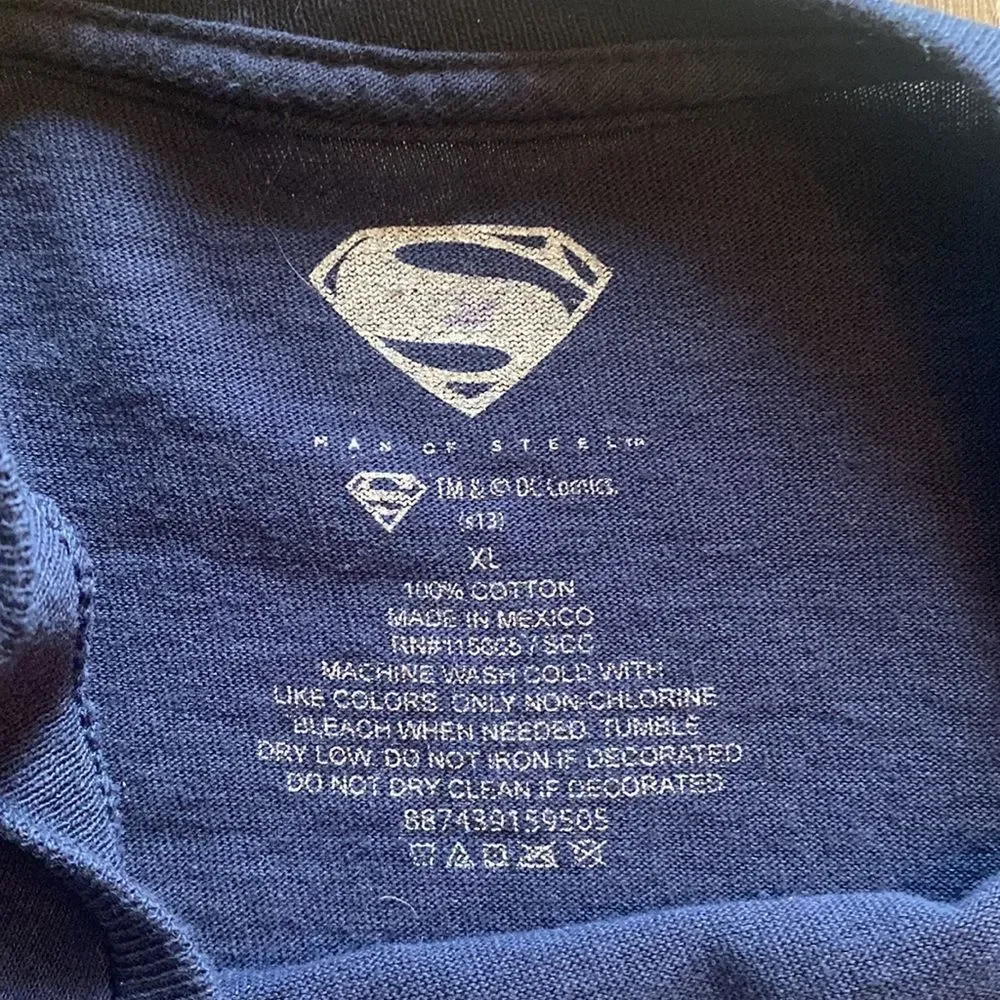 MAN OF STEEL™
TM & © DC Comics.
(s13)
XL
100% COTTON
MADE IN MEXICO
/ SCC
MACHINE WASH COLD WITH
LIKE COLORS. ONLY NON-CHLORINE
BLEACH WHEN NEEDED. TUMBLE
DRY LOW. DO NOT IRON IF DECORATED
DO NOT DRY CLEAN IF DECORATED
887439159505